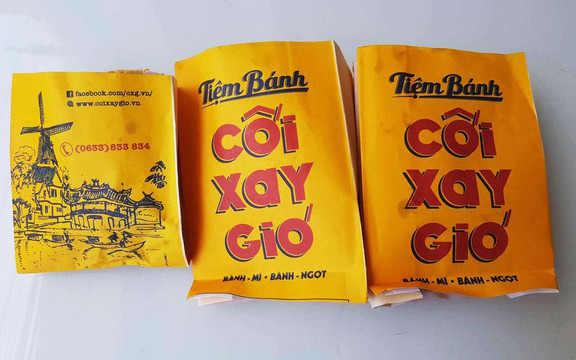 facebook.com/cxg.vn/
www.coixaygio.vn
(0633) 833 834
Tiệm Bánh
CỐI
XAY
GIÓ
BÁNH - MÌ • BÁNH - NGỌT
Tiệm Bánh
CỐI
XAY
GIÓ
BÁNH - MÌ • BÁNH - NGỌT